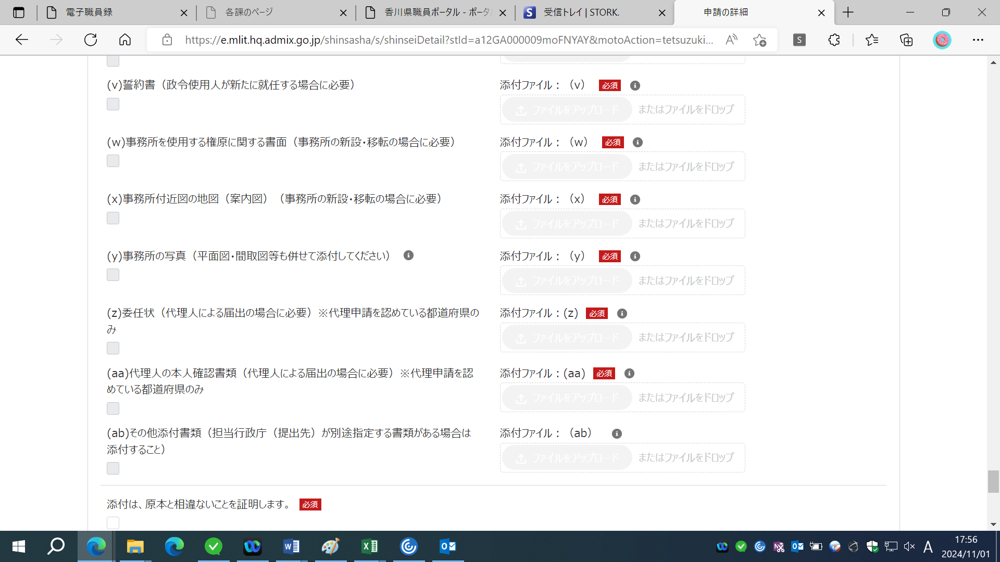 電子職員録
各課のページ
香川県職員ポータル - ポータル
S 受信トレイ | STORK.
申請の詳細
https://e.mlit.hq.admix.go.jp/shinsasha/s/shinseiDetail?stId=a12GA000009moFNYAY&motoAction=tetsuzuki...
(v)誓約書（政令使用人が新たに就任する場合に必要）
添付ファイル：（v） 必須
ファイルをアップロード またはファイルをドロップ
(w)事務所を使用する権原に関する書面（事務所の新設・移転の場合に必要）
添付ファイル：（w） 必須
ファイルをアップロード またはファイルをドロップ
(x)事務所付近図の地図（案内図）（事務所の新設・移転の場合に必要）
添付ファイル：（x） 必須
ファイルをアップロード またはファイルをドロップ
(y)事務所の写真（平面図・間取図等も併せて添付してください）
添付ファイル：（y） 必須
ファイルをアップロード またはファイルをドロップ
(z)委任状（代理人による届出の場合に必要）※代理申請を認めている都道府県の
み
添付ファイル：(z) 必須
ファイルをアップロード またはファイルをドロップ
(aa)代理人の本人確認書類（代理人による届出の場合に必要）※代理申請を認
めている都道府県のみ
添付ファイル：(aa) 必須
ファイルをアップロード またはファイルをドロップ
(ab)その他添付書類（担当行政庁（提出先）が別途指定する書類がある場合は
添付すること）
添付ファイル：（ab）
ファイルをアップロード またはファイルをドロップ
添付は、原本と相違ないことを証明します。 必須
A
17:56
2024/11/01